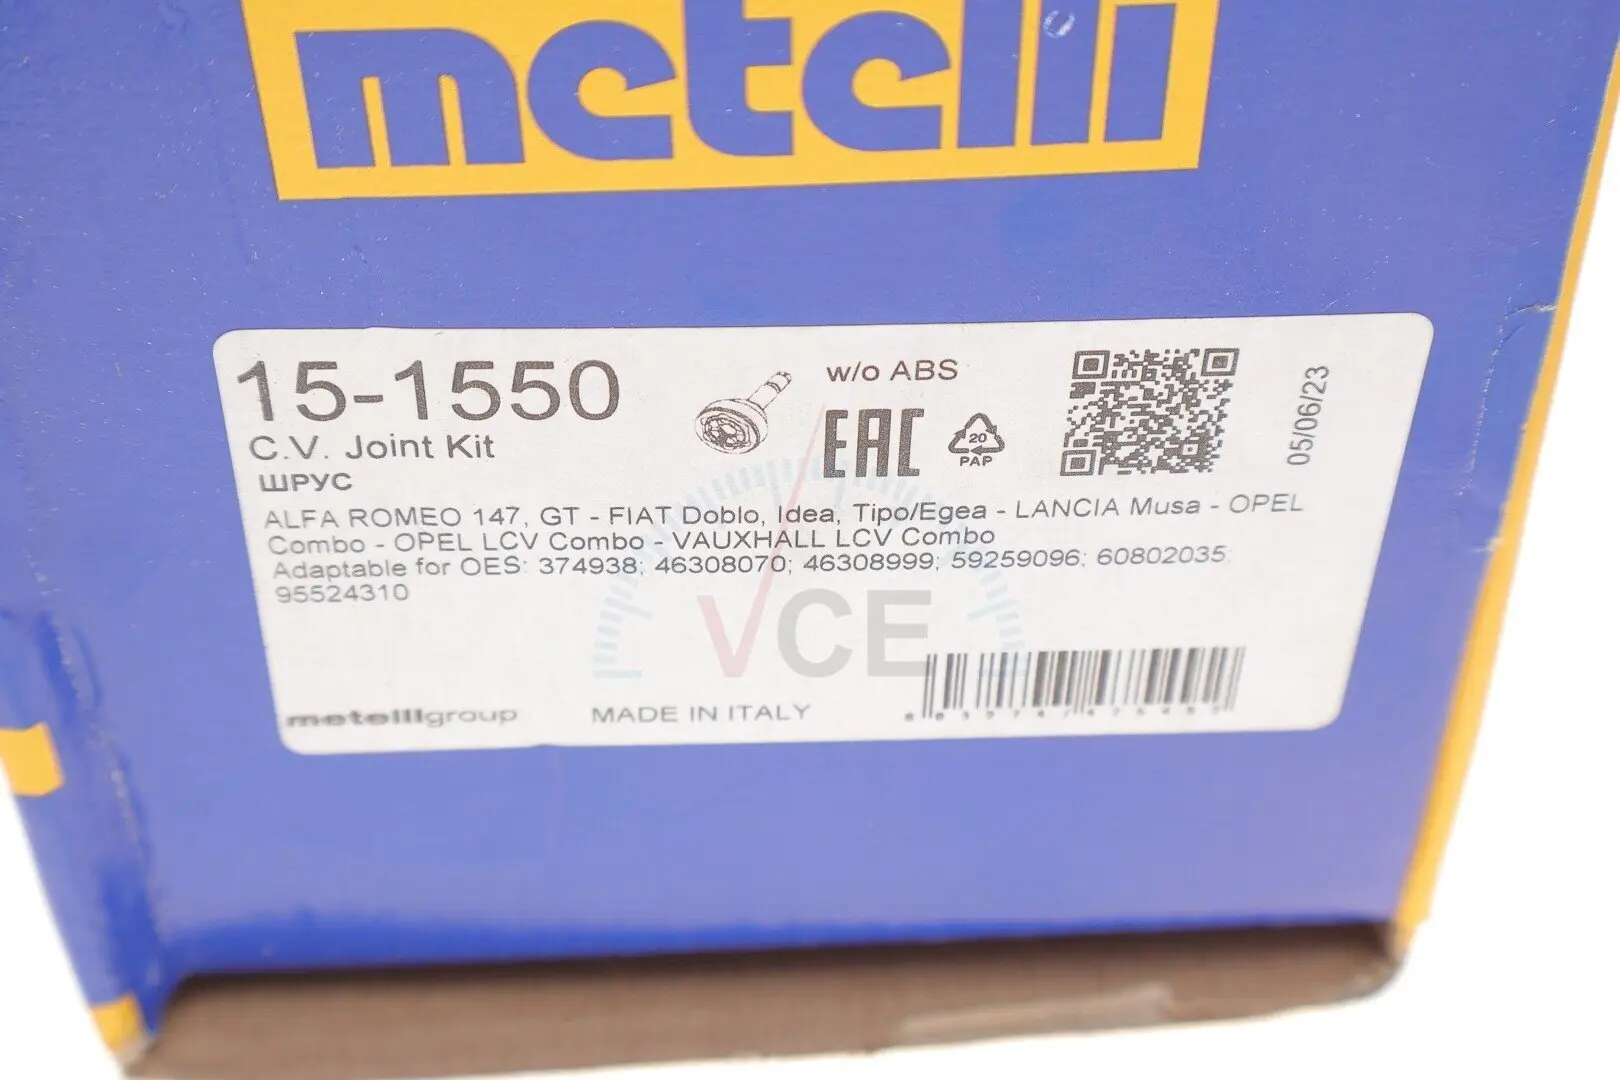 metelli
15-1550
w/o ABS
C.V. Joint Kit
EAC
20
PAP
05/06/23
ШРУС
ALFA ROMEO 147, GT - FIAT Doblo, Idea, Tipo/Egea - LANCIA Musa - OPEL
Combo - OPEL LCV Combo - VAUXHALL LCV Combo
Adaptable for OES: 374938; 46308070; 46308999; 59259096; 60802035;
95524310
VCE
metelligroup
MADE IN ITALY